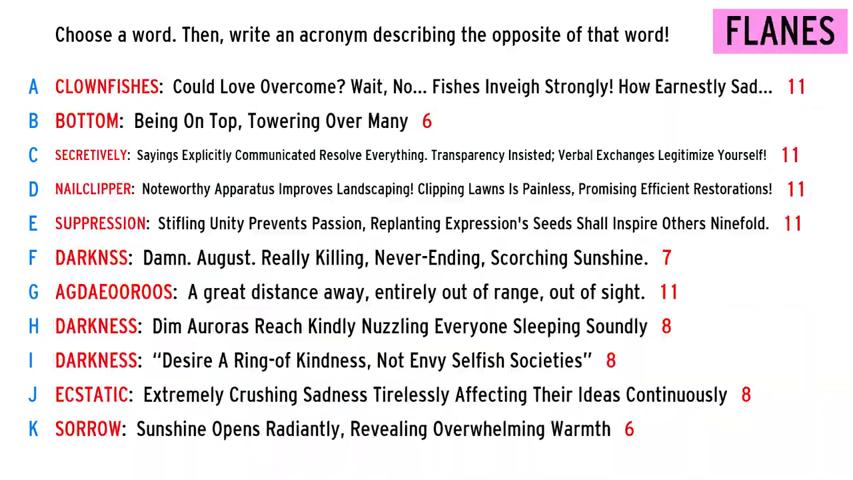 Choose a word. Then, write an acronym describing the opposite of that word!
FLANES
A CLOWNFISHES: Could Love Overcome? Wait, No... Fishes Inveigh Strongly! How Earnestly Sad... 11
B BOTTOM: Being On Top, Towering Over Many 6
C SECRETIVELY: Sayings Explicitly Communicated Resolve Everything. Transparency Insisted; Verbal Exchanges Legitimize Yourself! 11
D NAILCLIPPER: Noteworthy Apparatus Improves Landscaping! Clipping Lawns Is Painless, Promising Efficient Restorations! 11
E SUPPRESSION: Stifling Unity Prevents Passion, Replanting Expression's Seeds Shall Inspire Others Ninefold. 11
F DARKNSS: Damn. August. Really Killing, Never-Ending, Scorching Sunshine. 7
G AGDAEOOROOS: A great distance away, entirely out of range, out of sight. 11
H DARKNESS: Dim Auroras Reach Kindly Nuzzling Everyone Sleeping Soundly 8
I DARKNESS: “Desire A Ring-of Kindness, Not Envy Selfish Societies” 8
J ECSTATIC: Extremely Crushing Sadness Tirelessly Affecting Their Ideas Continuously 8
K SORROW: Sunshine Opens Radiantly, Revealing Overwhelming Warmth 6